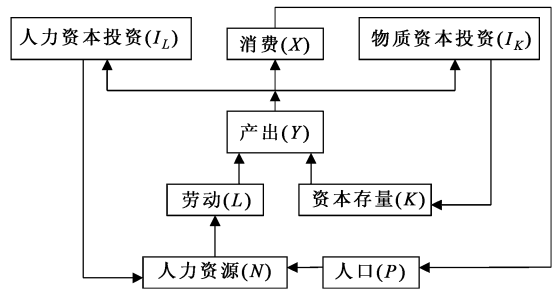 人力资本投资(I_L)
消费(X)
物质资本投资(I_K)
产出(Y)
劳动(L)
资本存量(K)
人力资源(N)
人口(P)